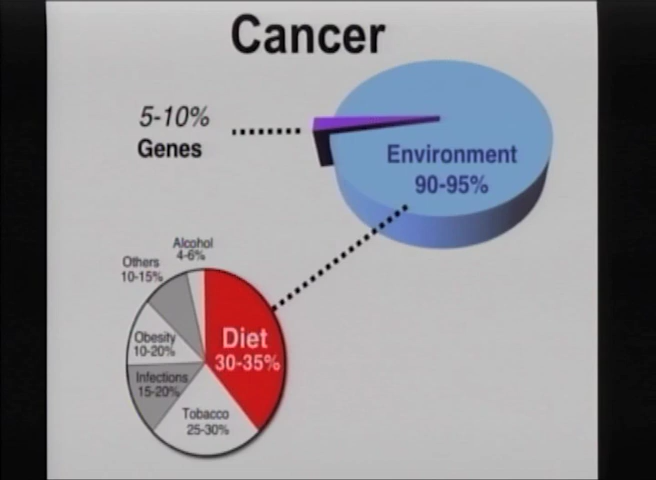 Cancer
5-10%
Genes
Environment
90-95%
Alcohol
4-6%
Others
10-15%
Obesity
10-20%
Diet
30-35%
Infections
15-20%
Tobacco
25-30%